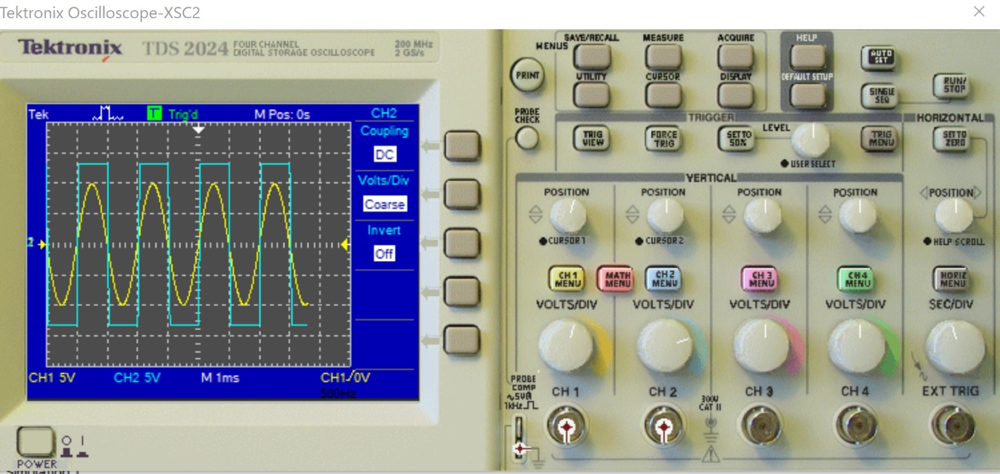 Tektronix Oscilloscope-XSC2
Tektronix TDS 2024 FOUR CHANNEL DIGITAL STORAGE OSCILLOSCOPE
200 MHz
2 GS/s
Tek T Trig'd M Pos: 0s CH2
Coupling
DC
Volts/Div
Coarse
Invert
Off
CH1 5V CH2 5V M 1ms CH1 0V
500Hz
POWER
MENUS
SAVE/RECALL MEASURE ACQUIRE
UTILITY CURSOR DISPLAY
HELP
DEFAULT SETUP
AUTO SET
SINGLE SEQ
RUN/STOP
PRINT
PROBE CHECK
TRIGGER
TRIG VIEW
FORCE TRIG
SET TO 50%
LEVEL
USER SELECT
TRIG MENU
HORIZONTAL
SET TO ZERO
VERTICAL
POSITION POSITION POSITION POSITION POSITION
CURSOR 1 CURSOR 2 HELP SCROLL
CH 1 MENU
MATH MENU
CH 2 MENU
CH 3 MENU
CH 4 MENU
HORIZ MENU
VOLTS/DIV VOLTS/DIV VOLTS/DIV VOLTS/DIV SEC/DIV
PROBE COMP
~5V@
1kHz
CH 1 CH 2 CH 3 CH 4 EXT TRIG
300V
CAT II